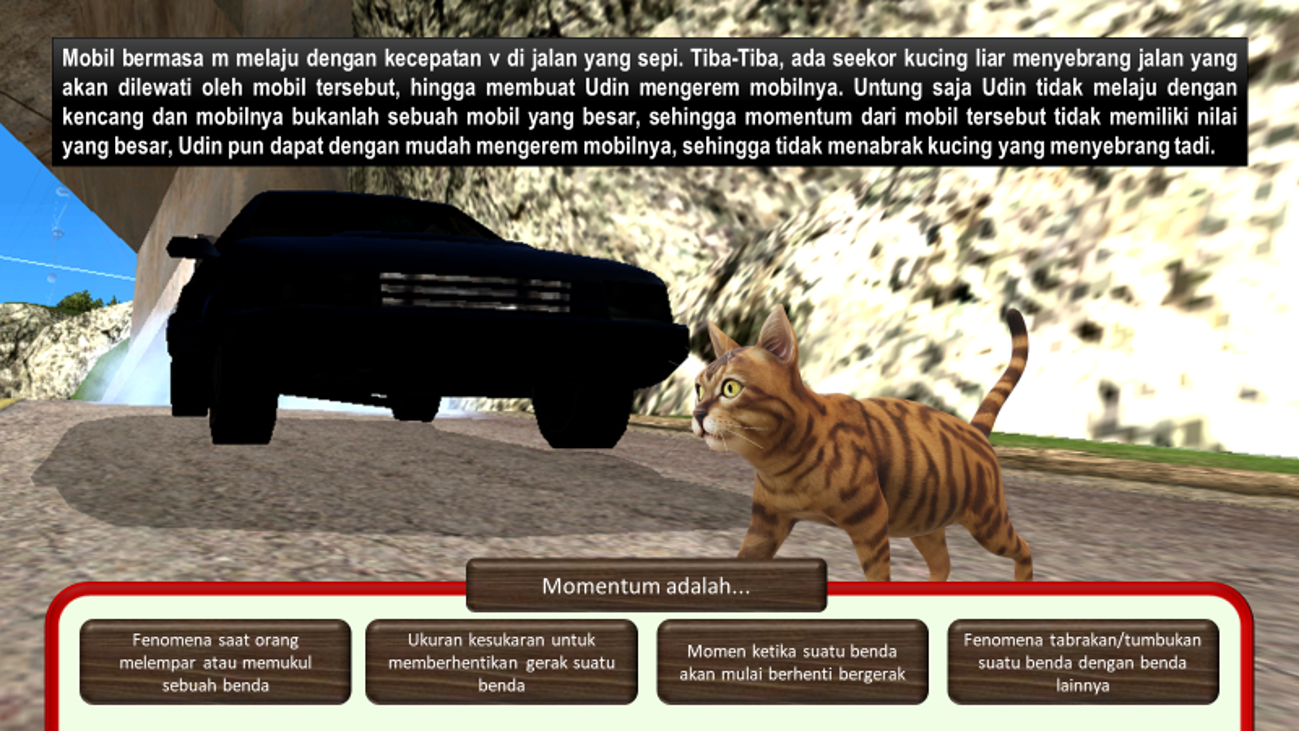 Mobil bermasa m melaju dengan kecepatan v di jalan yang sepi. Tiba-Tiba, ada seekor kucing liar menyebrang jalan yang
akan dilewati oleh mobil tersebut, hingga membuat Udin mengerem mobilnya. Untung saja Udin tidak melaju dengan
kencang dan mobilnya bukanlah sebuah mobil yang besar, sehingga momentum dari mobil tersebut tidak memiliki nilai
yang besar, Udin pun dapat dengan mudah mengerem mobilnya, sehingga tidak menabrak kucing yang menyebrang tadi.
Momentum adalah...
Fenomena saat orang
melempar atau memukul
sebuah benda
Ukuran kesukaran untuk
memberhentikan gerak suatu
benda
Momen ketika suatu benda
akan mulai berhenti bergerak
Fenomena tabrakan/tumbukan
suatu benda dengan benda
lainnya